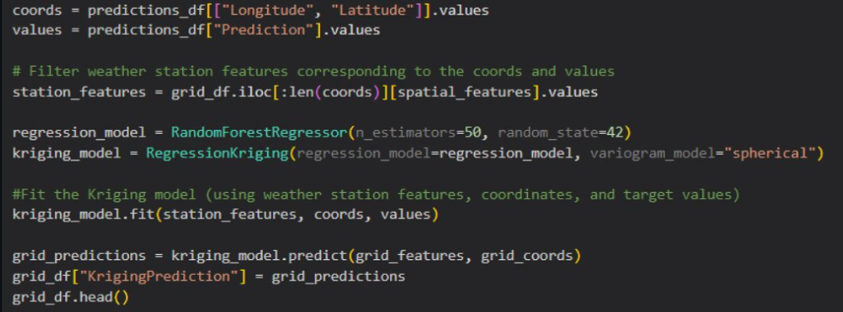 coords = predictions_df[["Longitude", "Latitude"]].values
values = predictions_df["Prediction"].values
# Filter weather station features corresponding to the coords and values
station_features = grid_df.iloc[:len(coords)][spatial_features].values
regression_model = RandomForestRegressor(n_estimators=50, random_state=42)
kriging_model = RegressionKriging(regression_model=regression_model, variogram_model="spherical")
#Fit the Kriging model (using weather station features, coordinates, and target values)
kriging_model.fit(station_features, coords, values)
grid_predictions = kriging_model.predict(grid_features, grid_coords)
grid_df["KrigingPrediction"] = grid_predictions
grid_df.head()